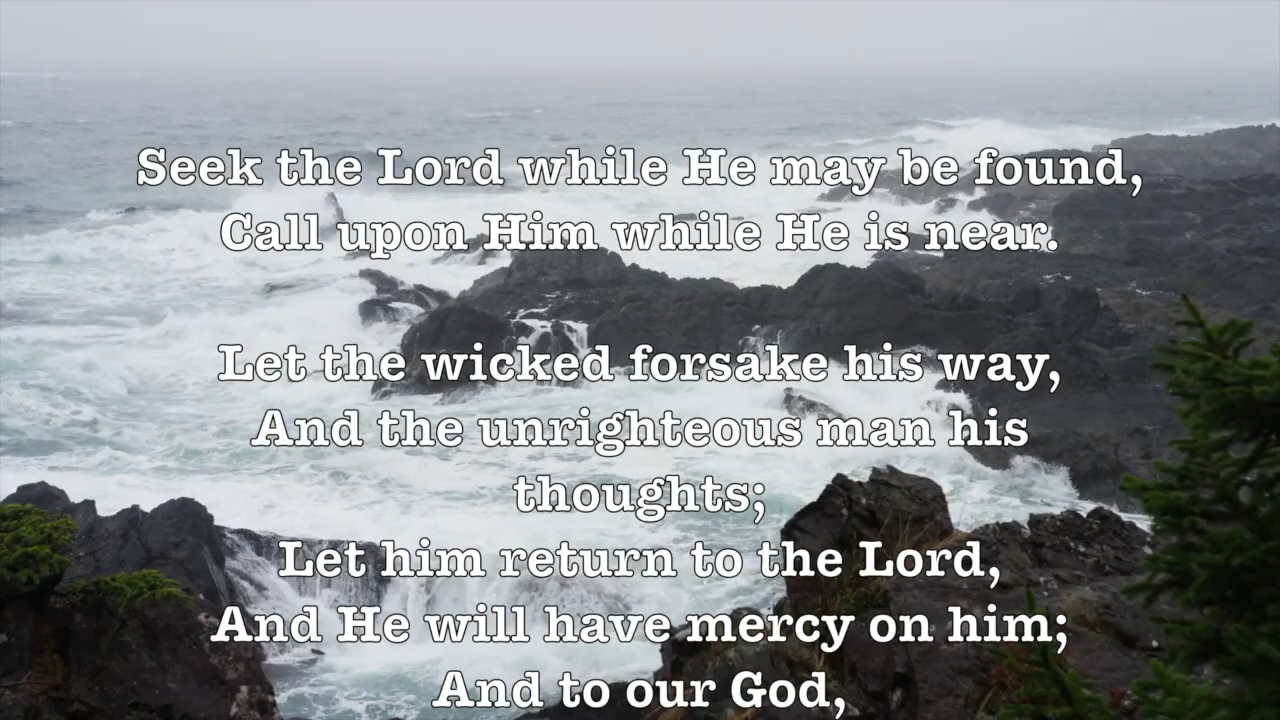 Seek the Lord while He may be found,
Call upon Him while He is near.
Let the wicked forsake his way,
And the unrighteous man his
thoughts;
Let him return to the Lord,
And He will have mercy on him;
And to our God,